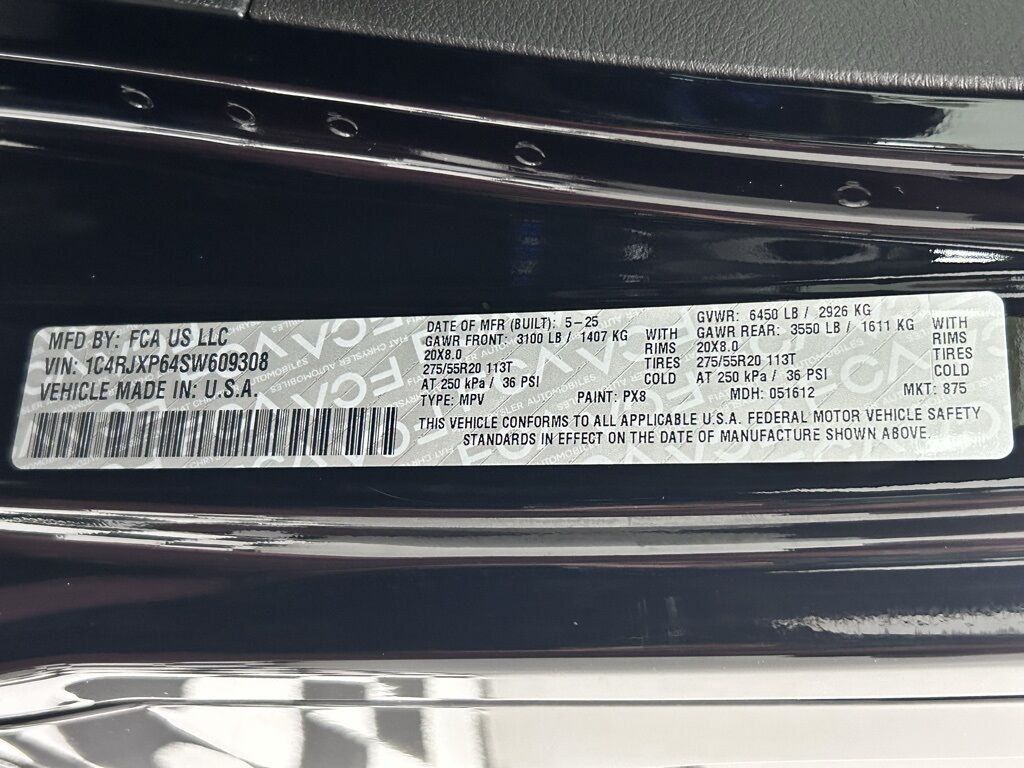 MFD BY: FCA US LLC
VIN: 1C4RJXP64SW609308
VEHICLE MADE IN: U.S.A.
DATE OF MFR (BUILT): 5-25
GAWR FRONT: 3100 LB / 1407 KG WITH
20X8.0 RIMS
275/55R20 113T TIRES
AT 250 kPa / 36 PSI COLD
TYPE: MPV PAINT: PX8
GVWR: 6450 LB / 2926 KG
GAWR REAR: 3550 LB / 1611 KG WITH
20X8.0 RIMS
275/55R20 113T TIRES
AT 250 kPa / 36 PSI COLD
MDH: 051612 MKT: 875
THIS VEHICLE CONFORMS TO ALL APPLICABLE U.S.A. FEDERAL MOTOR VEHICLE SAFETY
STANDARDS IN EFFECT ON THE DATE OF MANUFACTURE SHOWN ABOVE.